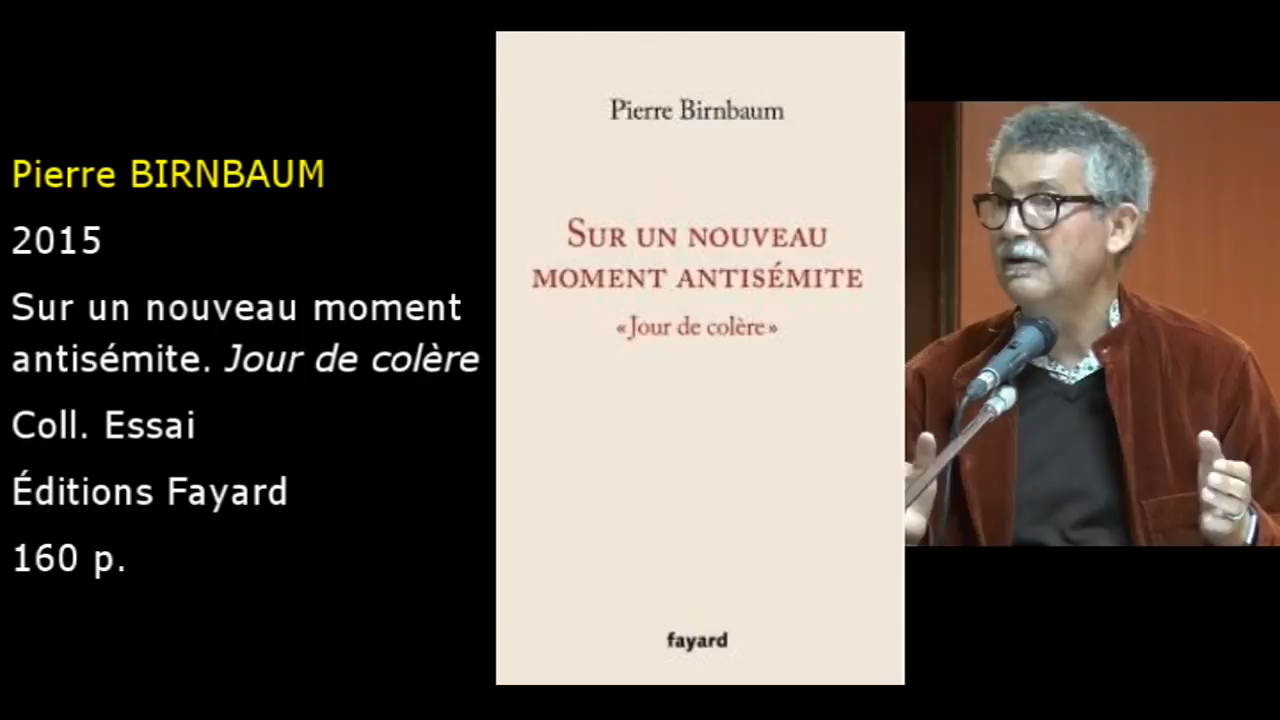 Pierre BIRNBAUM
2015
Sur un nouveau moment
antisémite. Jour de colère
Coll. Essai
Éditions Fayard
160 p.
Pierre Birnbaum
SUR UN NOUVEAU
MOMENT ANTISÉMITE
«Jour de colère»
fayard